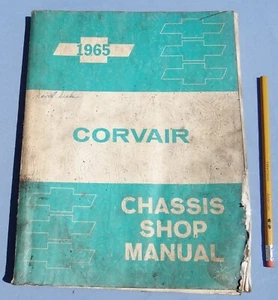 1965
CORVAIR
CHASSIS
SHOP
MANUAL